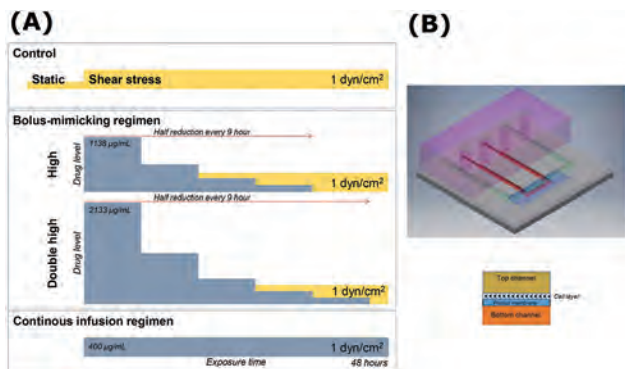 (A)
Control
Static Shear stress 1 dyn/cm²
Bolus-mimicking regimen
Half reduction every 9 hour
1138 µg/mL
High
Drug level
1 dyn/cm²
Half reduction every 9 hour
2133 µg/mL
Double high
Drug level
1 dyn/cm²
Continous infusion regimen
400 µg/mL 1 dyn/cm²
Exposure time 48 hours
(B)
Top channel
Cell layer
membrane
Bottom channel